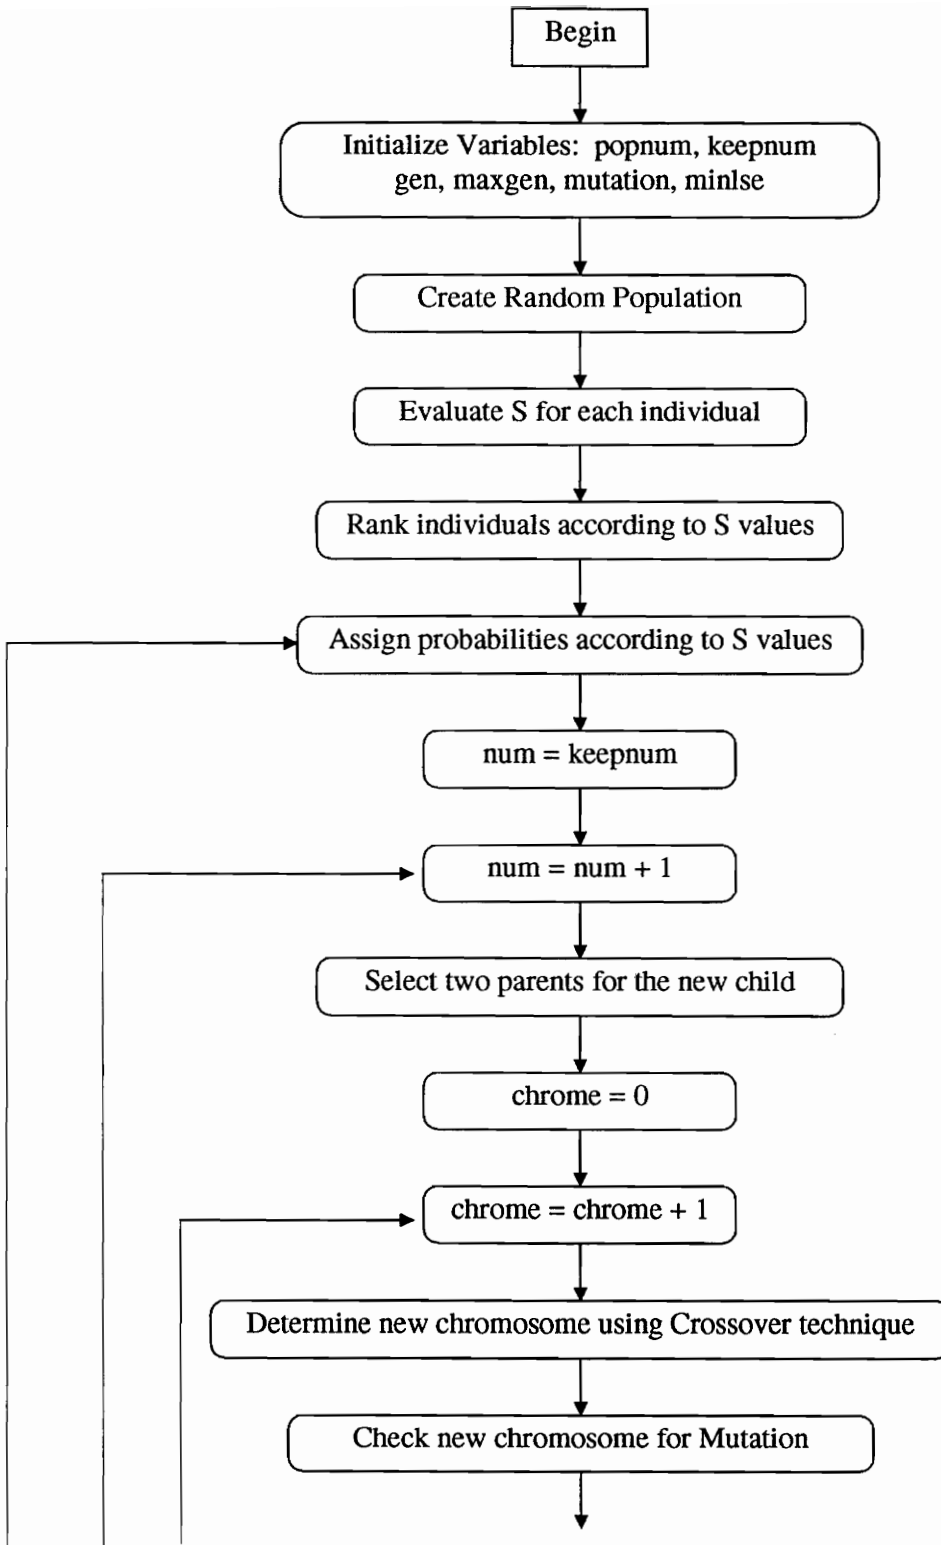 Begin
Initialize Variables: popnum, keepnum
gen, maxgen, mutation, minlse
Create Random Population
Evaluate S for each individual
Rank individuals according to S values
Assign probabilities according to S values
num = keepnum
num = num + 1
Select two parents for the new child
chrome = 0
chrome = chrome + 1
Determine new chromosome using Crossover technique
Check new chromosome for Mutation